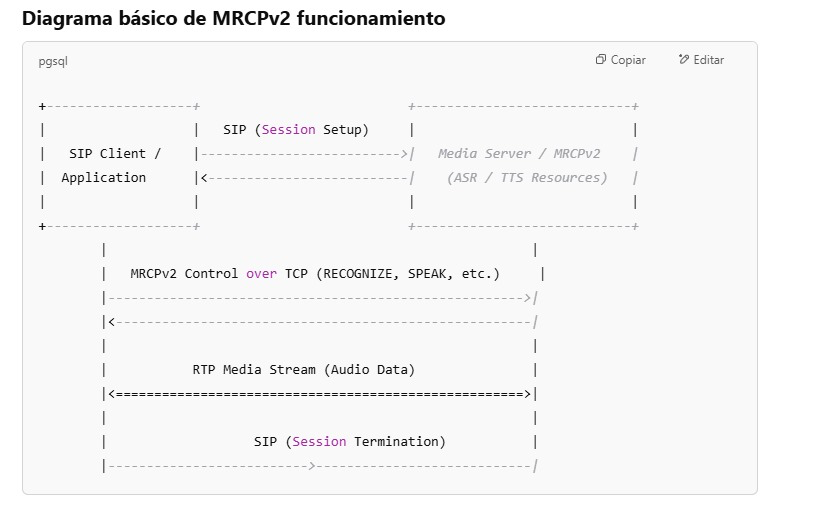 Diagrama básico de MRCPv2 funcionamiento
pgsql
Copiar
Editar
+-------------------+                           +----------------------------+
|                   |   SIP (Session Setup)     |                            |
|   SIP Client /    |-------------------------->|   Media Server / MRCPv2    |
|  Application      |<--------------------------|    (ASR / TTS Resources)   |
|                   |                           |                            |
+-------------------+                           +----------------------------+
        |                                                       |
        |   MRCPv2 Control over TCP (RECOGNIZE, SPEAK, etc.)     |
        |------------------------------------------------------>|
        |<------------------------------------------------------|
        |                                                       |
        |           RTP Media Stream (Audio Data)               |
        |<=====================================================>|
        |                                                       |
        |                   SIP (Session Termination)           |
        |-------------------------->----------------------------|